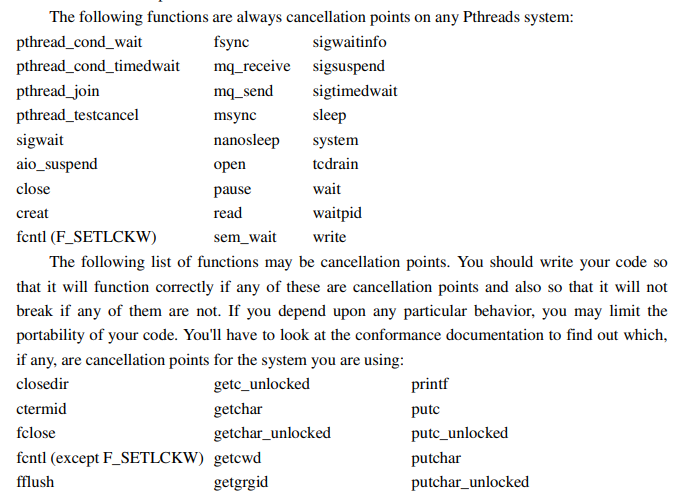 The following functions are always cancellation points on any Pthreads system:
pthread_cond_wait fsync sigwaitinfo
pthread_cond_timedwait mq_receive sigsuspend
pthread_join mq_send sigtimedwait
pthread_testcancel msync sleep
sigwait nanosleep system
aio_suspend open tcdrain
close pause wait
creat read waitpid
fcntl (F_SETLCKW) sem_wait write
The following list of functions may be cancellation points. You should write your code so
that it will function correctly if any of these are cancellation points and also so that it will not
break if any of them are not. If you depend upon any particular behavior, you may limit the
portability of your code. You'll have to look at the conformance documentation to find out which,
if any, are cancellation points for the system you are using:
closedir getc_unlocked printf
ctermid getchar putc
fclose getchar_unlocked putc_unlocked
fcntl (except F_SETLCKW) getcwd putchar
fflush getgrgid putchar_unlocked